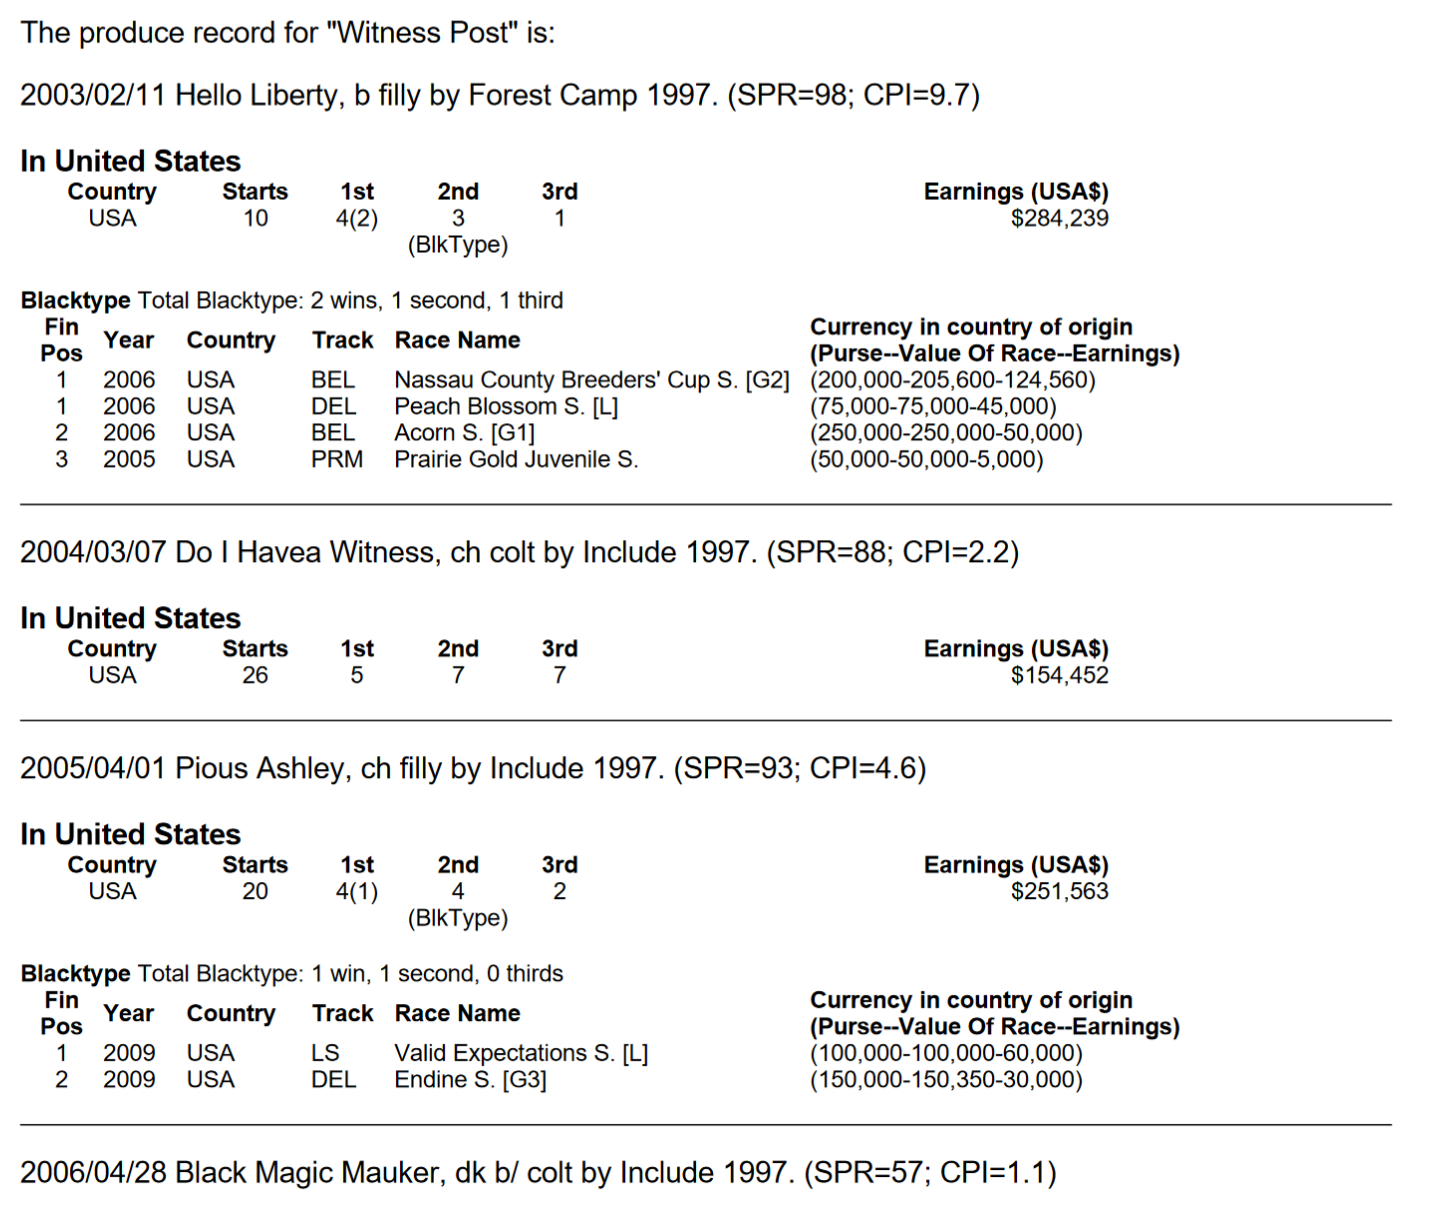 The produce record for "Witness Post" is:
2003/02/11 Hello Liberty, b filly by Forest Camp 1997. (SPR=98; CPI=9.7)
In United States
Country Starts 1st 2nd 3rd Earnings (USA$)
USA 10 4(2) 3 1 $284,239
(BlkType)
Blacktype Total Blacktype: 2 wins, 1 second, 1 third
Fin Pos Year Country Track Race Name Currency in country of origin (Purse--Value Of Race--Earnings)
1 2006 USA BEL Nassau County Breeders' Cup S. [G2] (200,000-205,600-124,560)
1 2006 USA DEL Peach Blossom S. [L] (75,000-75,000-45,000)
2 2006 USA BEL Acorn S. [G1] (250,000-250,000-50,000)
3 2005 USA PRM Prairie Gold Juvenile S. (50,000-50,000-5,000)
2004/03/07 Do I Havea Witness, ch colt by Include 1997. (SPR=88; CPI=2.2)
In United States
Country Starts 1st 2nd 3rd Earnings (USA$)
USA 26 5 7 7 $154,452
2005/04/01 Pious Ashley, ch filly by Include 1997. (SPR=93; CPI=4.6)
In United States
Country Starts 1st 2nd 3rd Earnings (USA$)
USA 20 4(1) 4 2 $251,563
(BlkType)
Blacktype Total Blacktype: 1 win, 1 second, 0 thirds
Fin Pos Year Country Track Race Name Currency in country of origin (Purse--Value Of Race--Earnings)
1 2009 USA LS Valid Expectations S. [L] (100,000-100,000-60,000)
2 2009 USA DEL Endine S. [G3] (150,000-150,350-30,000)
2006/04/28 Black Magic Mauker, dk b/ colt by Include 1997. (SPR=57; CPI=1.1)